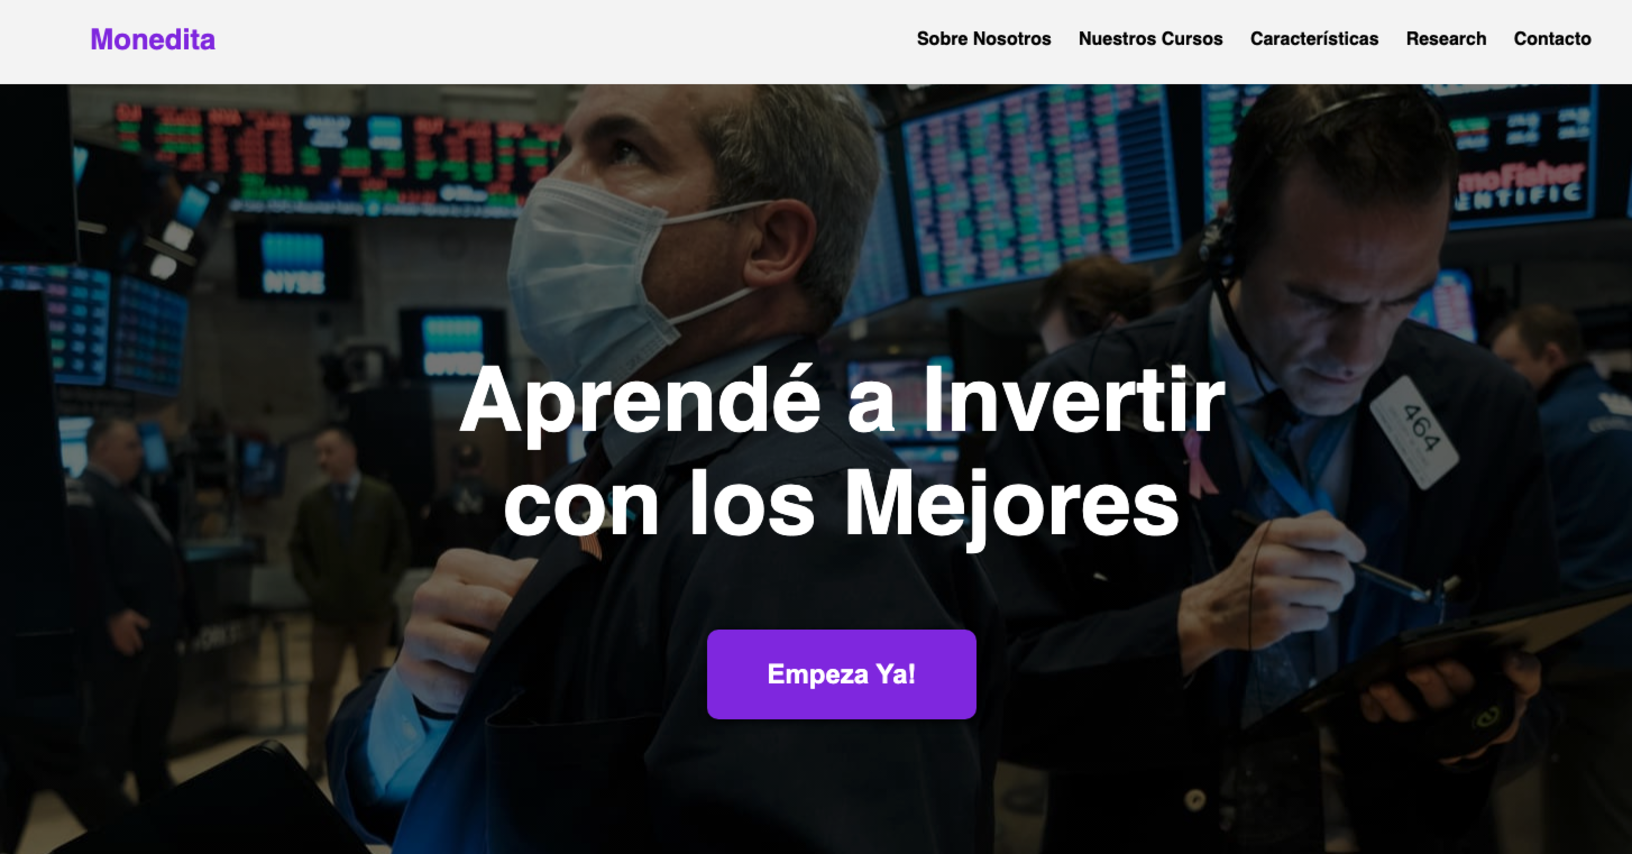 Monedita
Sobre Nosotros Nuestros Cursos Características Research Contacto
NYSE
moFisher
ENTIFIC
464
Aprendé a Invertir
con los Mejores
Empeza Ya!